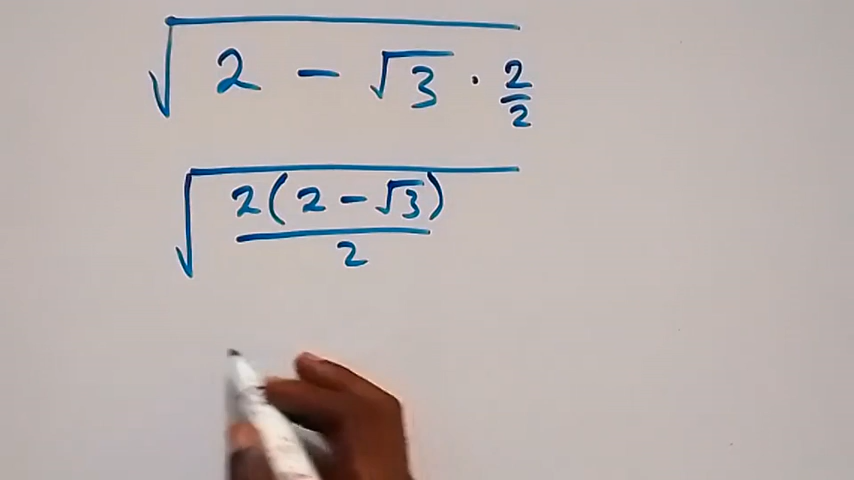 √(2 - √3 · 2/2)
√(2(2 - √3)/2)